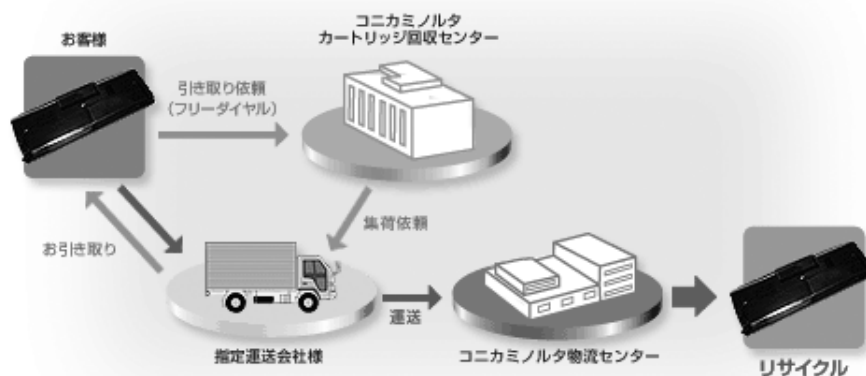 コニカミノルタ
カートリッジ回収センター
お客様
引き取り依頼
(フリーダイヤル)
お引き取り
集荷依頼
運送
指定運送会社様
コニカミノルタ物流センター
リサイクル